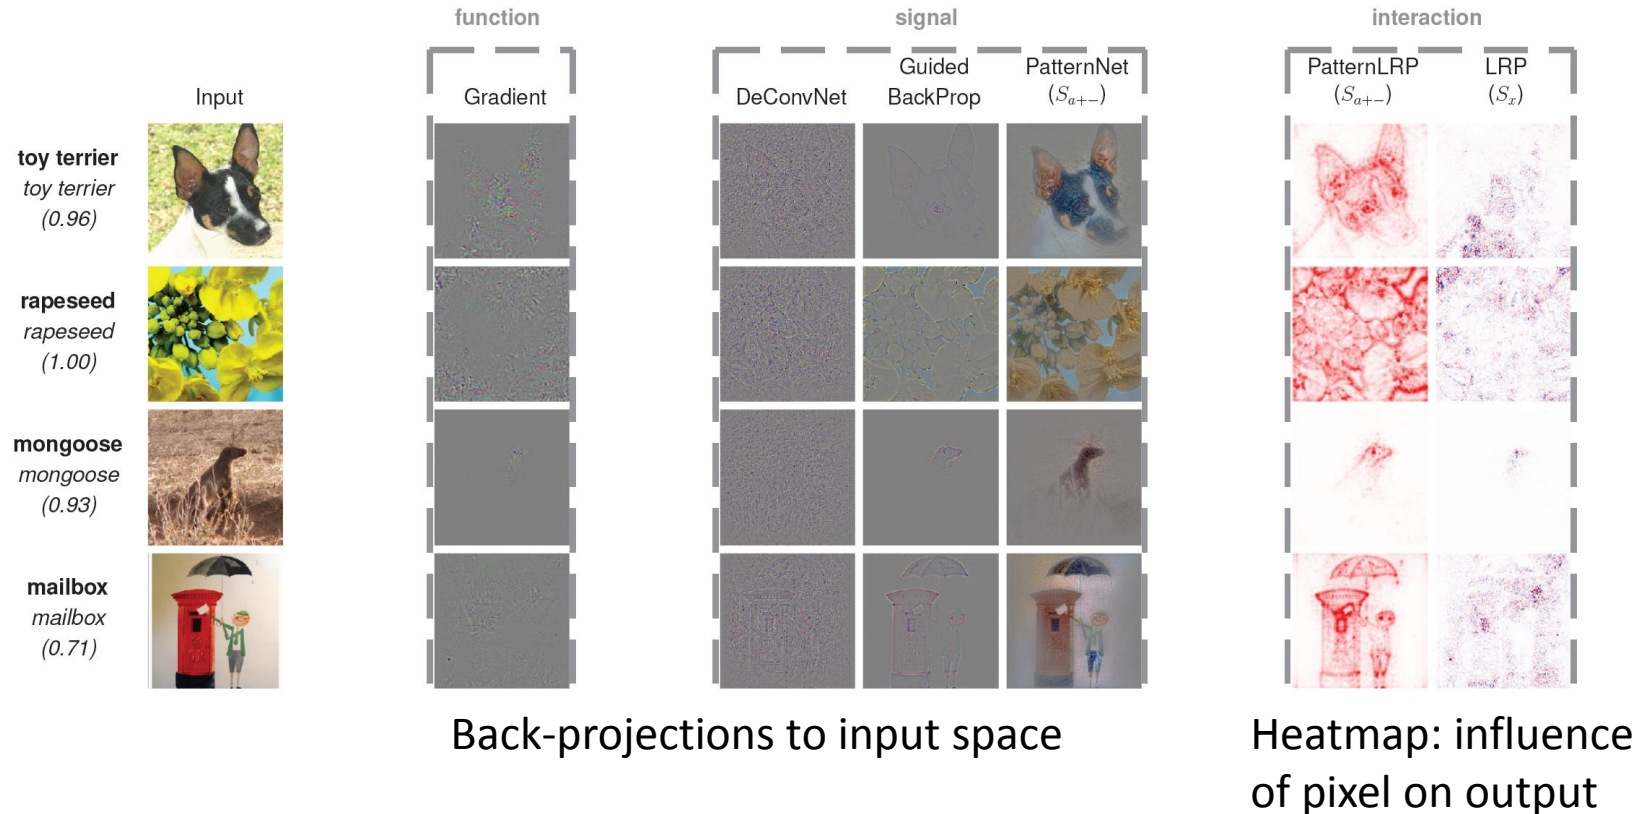 function
signal
interaction
Input
Gradient
DeConvNet
Guided
BackProp
PatternNet
(S_{a+-})
PatternLRP
(S_{a+-})
LRP
(S_x)
toy terrier
toy terrier
(0.96)
rapeseed
rapeseed
(1.00)
mongoose
mongoose
(0.93)
mailbox
mailbox
(0.71)
Back-projections to input space
Heatmap: influence
of pixel on output